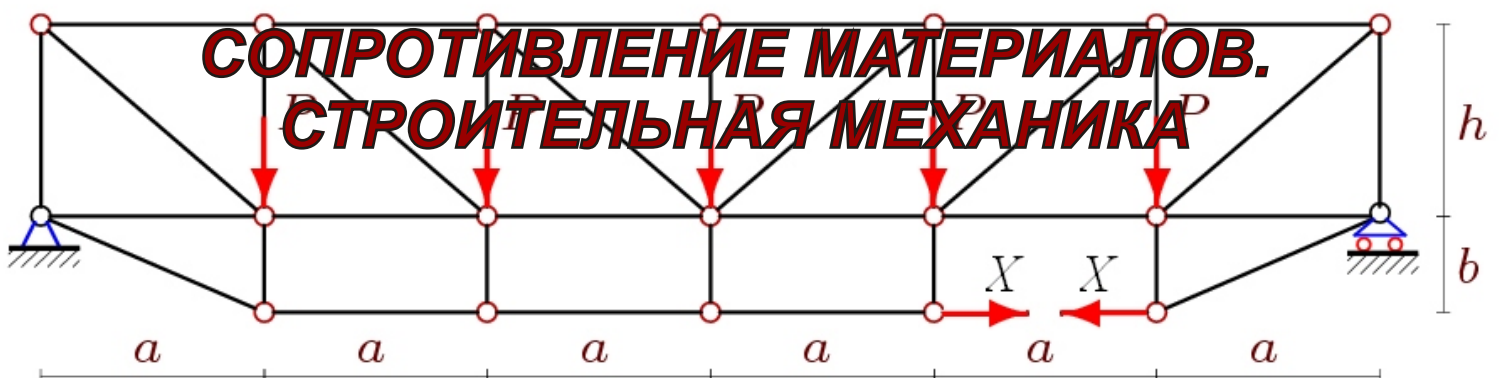 СОПРОТИВЛЕНИЕ МАТЕРИАЛОВ.
P P P P P h
СТРОИТЕЛЬНАЯ МЕХАНИКА
X X b
a a a a a a